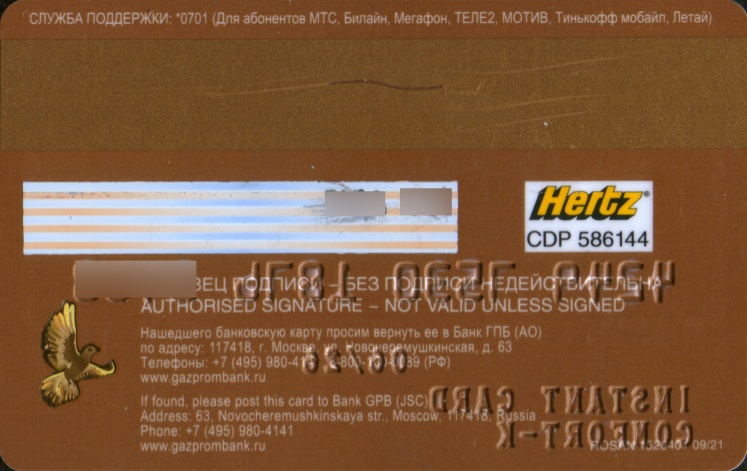 СЛУЖБА ПОДДЕРЖКИ: *0701 (Для абонентов МТС, Билайн, Мегафон, ТЕЛЕ2, МОТИВ, Тинькофф мобайл, Летай)
Hertz®
CDP 586144
ПОДПИСИ – БЕЗ ПОДПИСИ НЕДЕЙСТВИТЕЛЬНА
AUTHORISED SIGNATURE – NOT VALID UNLESS SIGNED
Нашедшего банковскую карту просим вернуть ее в Банк ГПБ (АО)
по адресу: 117418, г. Москва, ул. Новочеремушкинская, д. 63
Телефоны: +7 (495) (РФ)
www.gazprombank.ru
If found, please post this card to Bank GPB (JSC)
Address: 63, Novocheremushkinskaya str., Moscow, 117418, Russia
Phone: +7 (495) 980-4141
www.gazprombank.ru
INSTANT CARD
COMFORT-K
ROSAN 09/21